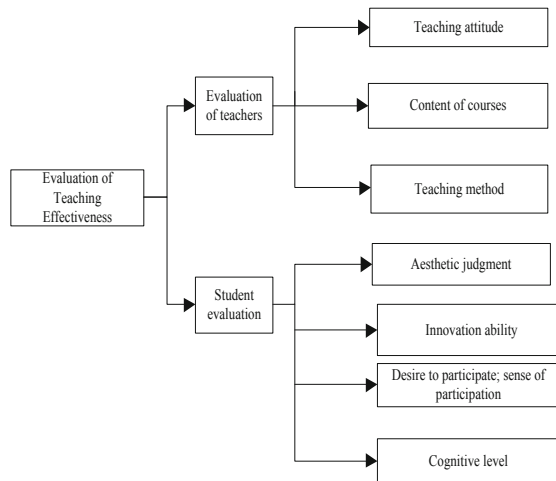 Evaluation of
Teaching
Effectiveness
Evaluation
of teachers
Teaching attitude
Content of courses
Teaching method
Student
evaluation
Aesthetic judgment
Innovation ability
Desire to participate; sense of
participation
Cognitive level